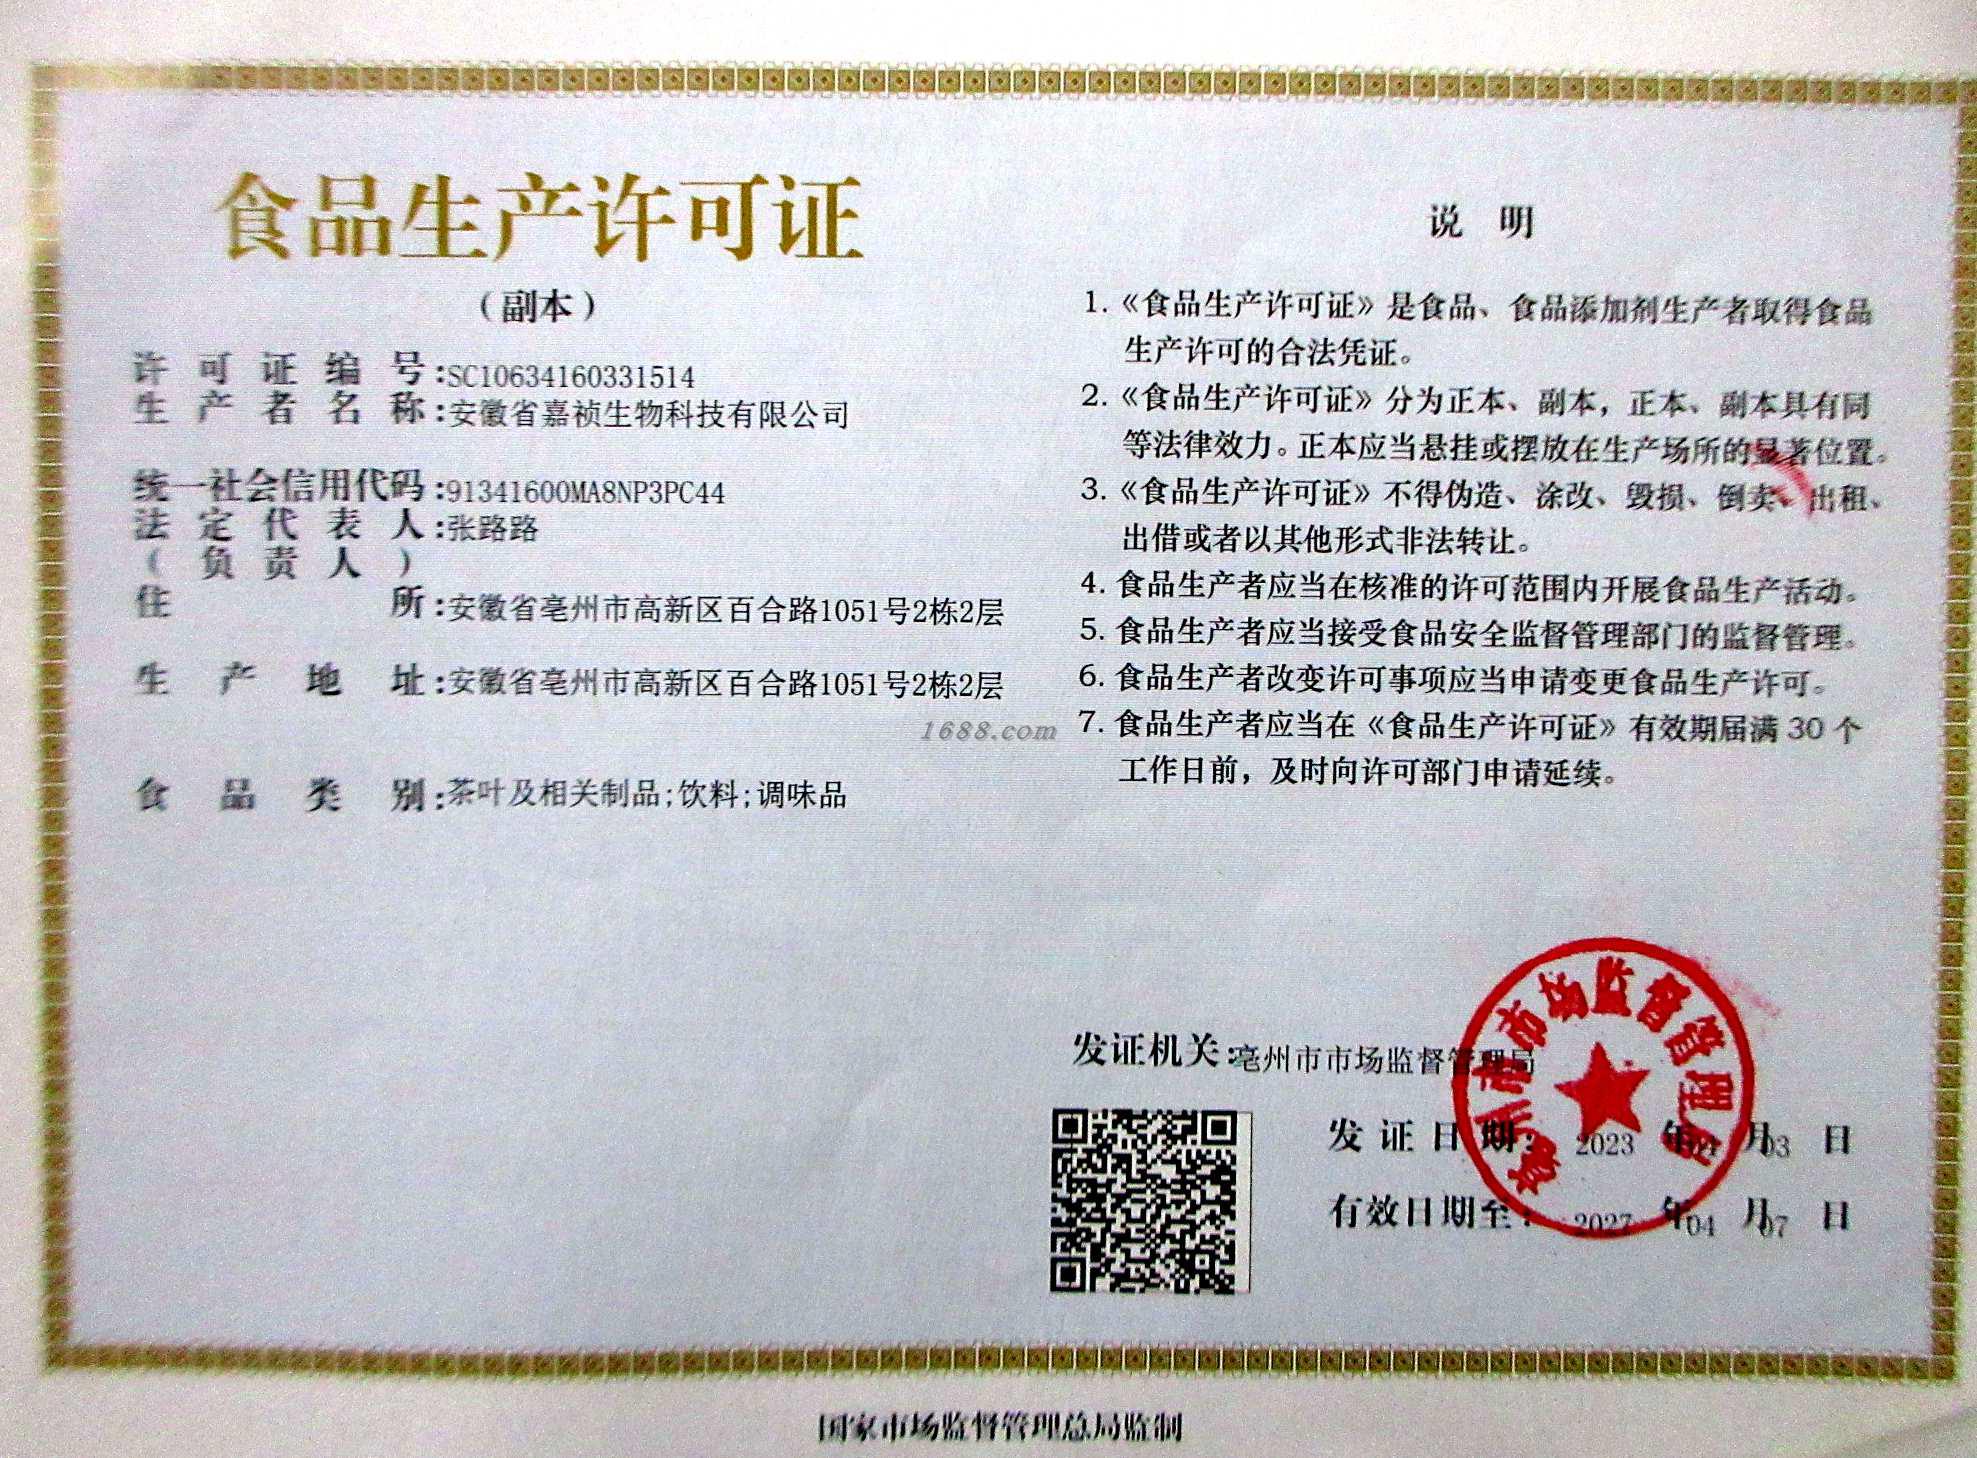 食品生产许可证
（副本）
许可证编号:SC10634160331514
生产者名称:安徽省嘉祯生物科技有限公司
统一社会信用代码:91341600MA8NP3PC44
法定代表人:张路路
（负责人）
住所:安徽省亳州市高新区百合路1051号2栋2层
生产地址:安徽省亳州市高新区百合路1051号2栋2层
食品类别:茶叶及相关制品;饮料;调味品
1688.com
说 明
1.《食品生产许可证》是食品、食品添加剂生产者取得食品
生产许可的合法凭证。
2.《食品生产许可证》分为正本、副本，正本、副本具有同
等法律效力。正本应当悬挂或摆放在生产场所的显著位置。
3.《食品生产许可证》不得伪造、涂改、毁损、倒卖、出租、
出借或者以其他形式非法转让。
4. 食品生产者应当在核准的许可范围内开展食品生产活动。
5. 食品生产者应当接受食品安全监督管理部门的监督管理。
6. 食品生产者改变许可事项应当申请变更食品生产许可。
7. 食品生产者应当在《食品生产许可证》有效期届满 30 个
工作日前，及时向许可部门申请延续。
发证机关:亳州市市场监督管理局
亳州市市场监督管理局
发证日期: 2023 年04 月03 日
有效日期至: 2027 年04 月07 日
国家市场监督管理总局监制